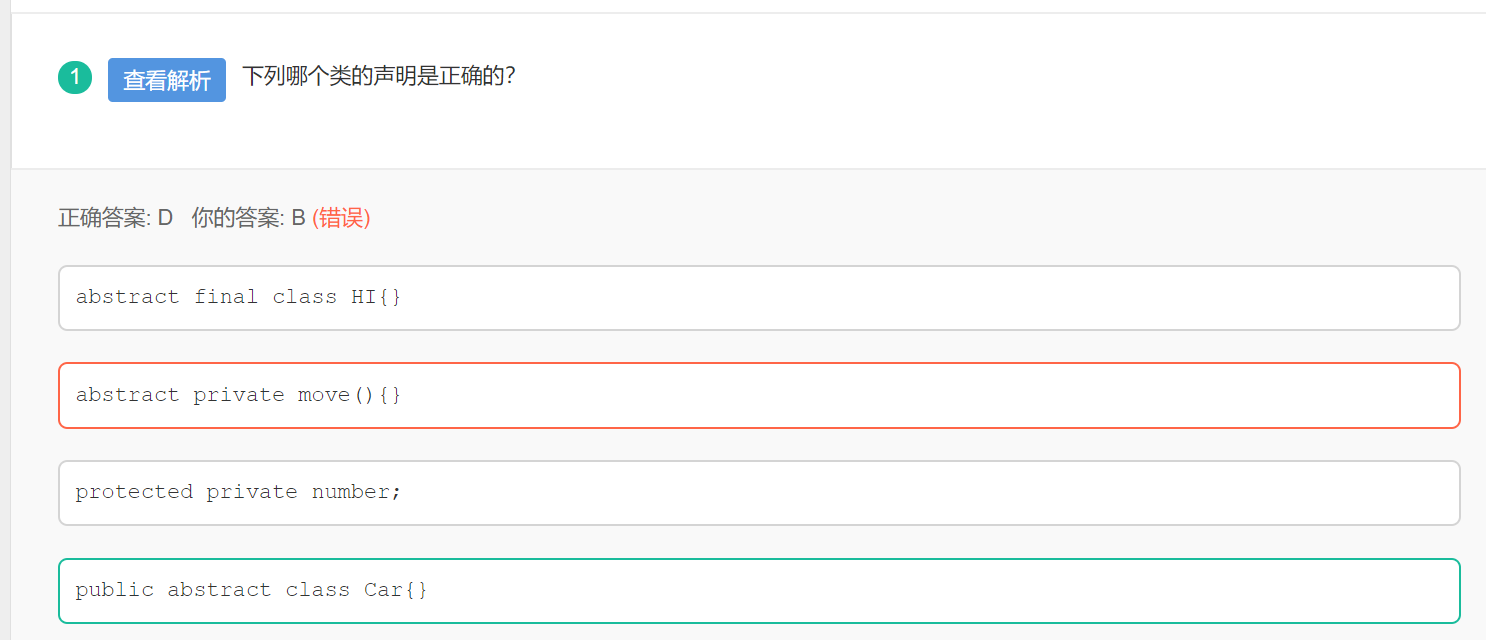 1 查看解析 下列哪个类的声明是正确的？
正确答案: D 你的答案: B (错误)
abstract final class HI{}
abstract private move(){}
protected private number;
public abstract class Car{}